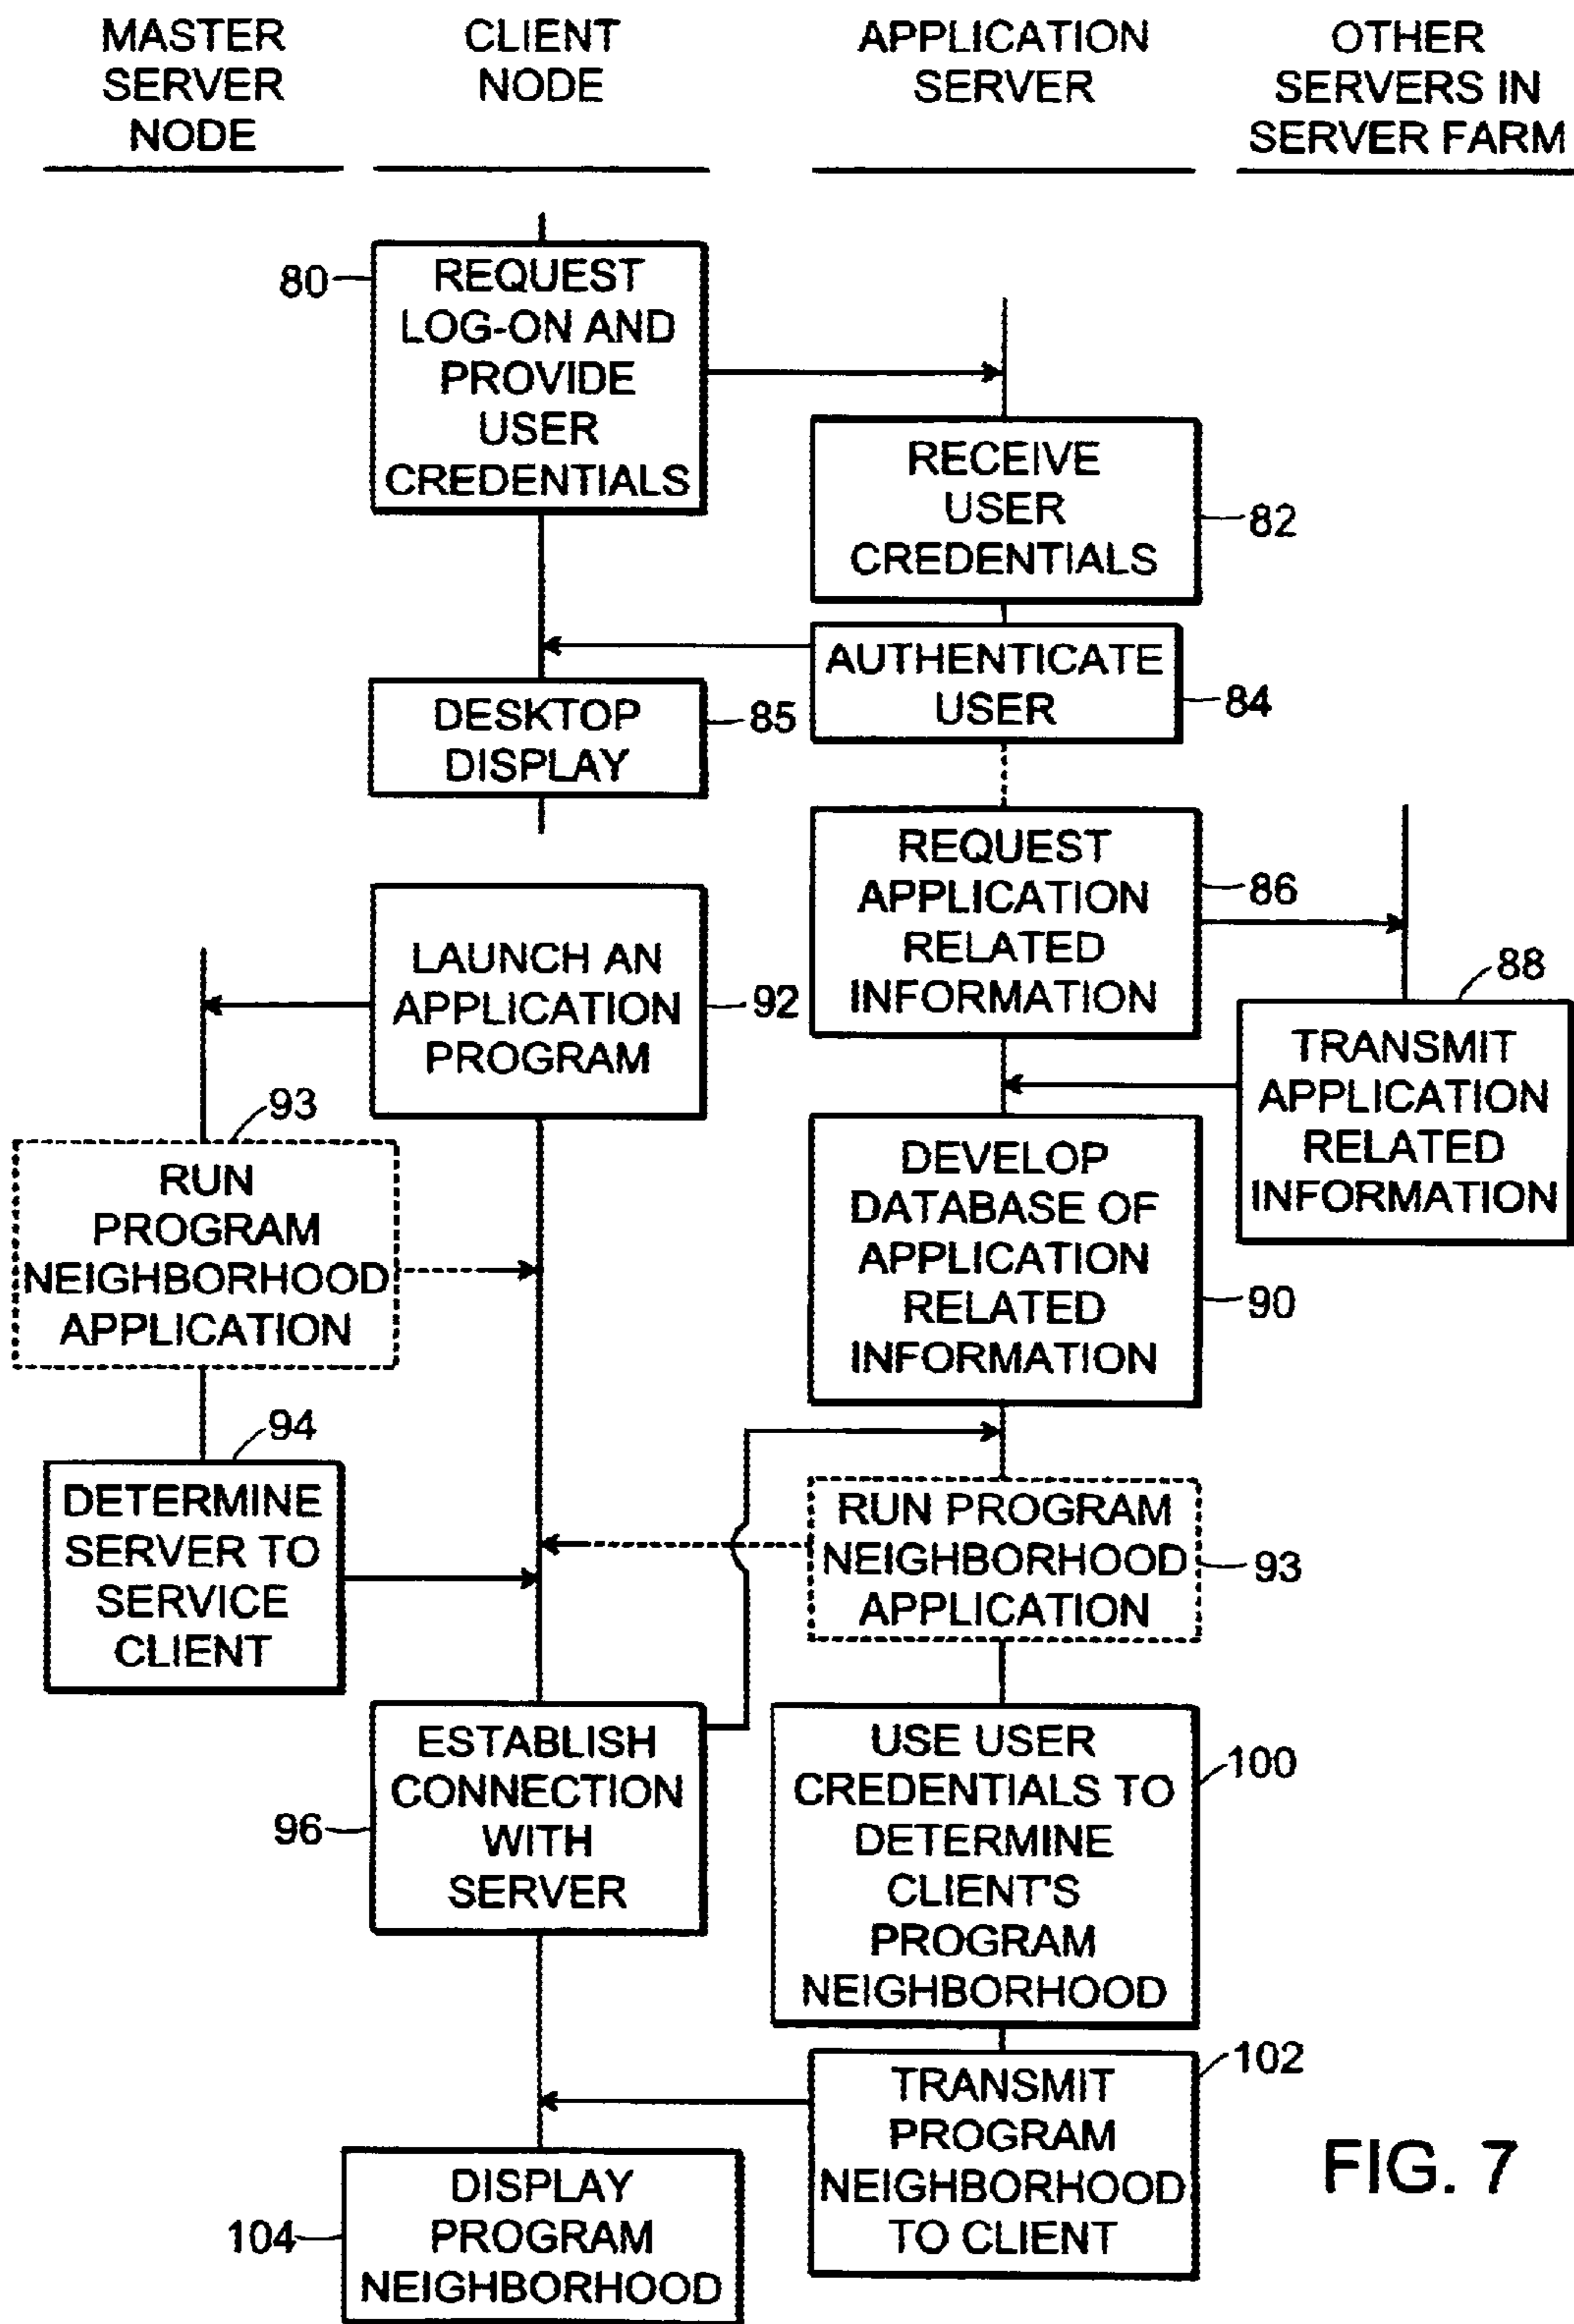 MASTER
SERVER
NODE
CLIENT
NODE
APPLICATION
SERVER
OTHER
SERVERS IN
SERVER FARM
80
REQUEST
LOG-ON AND
PROVIDE
USER
CREDENTIALS
RECEIVE
USER
CREDENTIALS
82
AUTHENTICATE
USER
84
DESKTOP
DISPLAY
85
REQUEST
APPLICATION
RELATED
INFORMATION
86
88
TRANSMIT
APPLICATION
RELATED
INFORMATION
LAUNCH AN
APPLICATION
PROGRAM
92
93
RUN
PROGRAM
NEIGHBORHOOD
APPLICATION
DEVELOP
DATABASE OF
APPLICATION
RELATED
INFORMATION
90
94
DETERMINE
SERVER TO
SERVICE
CLIENT
RUN PROGRAM
NEIGHBORHOOD
APPLICATION
93
96
ESTABLISH
CONNECTION
WITH
SERVER
USE USER
CREDENTIALS TO
DETERMINE
CLIENT'S
PROGRAM
NEIGHBORHOOD
100
TRANSMIT
PROGRAM
NEIGHBORHOOD
TO CLIENT
102
104
DISPLAY
PROGRAM
NEIGHBORHOOD
FIG. 7